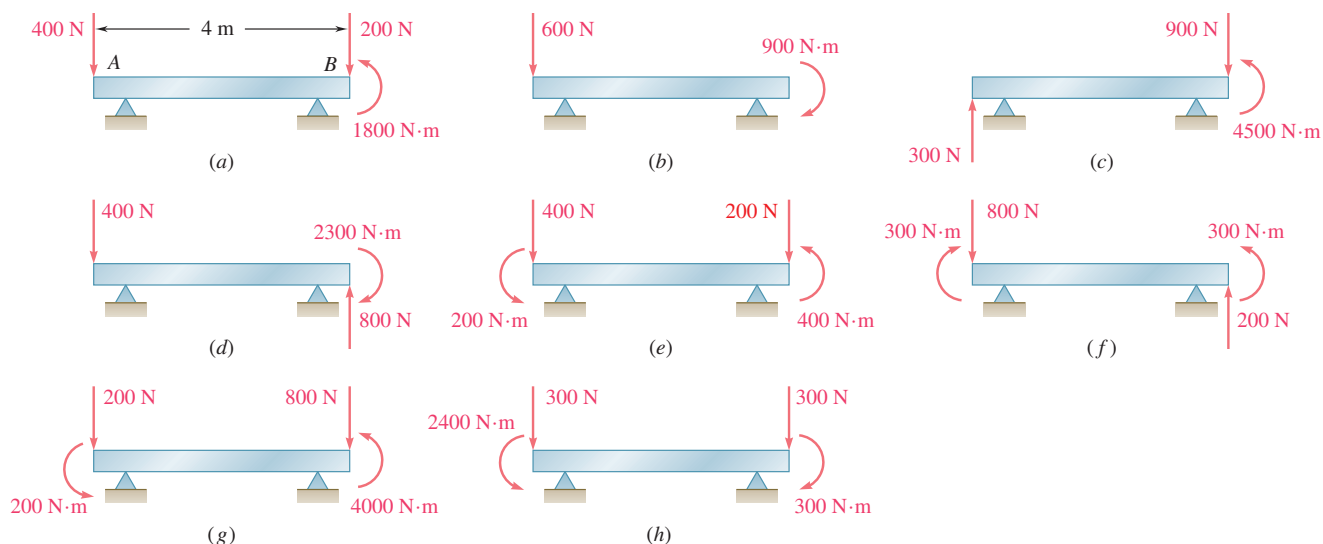 400 N
4 m
200 N
A
B
1800 N·m
(a)
600 N
900 N·m
(b)
900 N
300 N
4500 N·m
(c)
400 N
2300 N·m
800 N
(d)
400 N
200 N
200 N·m
400 N·m
(e)
800 N
300 N·m
300 N·m
200 N
(f)
200 N
800 N
200 N·m
4000 N·m
(g)
300 N
300 N
2400 N·m
300 N·m
(h)